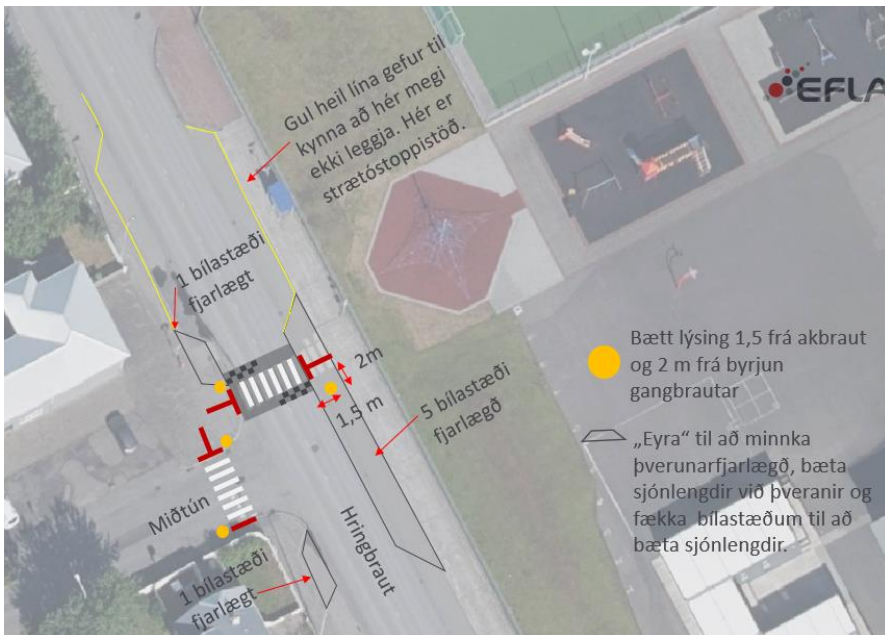 Gul heil lína gefur til
kynna að hér megi
ekki leggja. Hér er
strætóstoppistöð.
EFLA
1 bílastæði
fjarlægt
2m
1,5 m
5 bílastæði
fjarlægð
Bætt lýsing 1,5 frá akbraut
og 2 m frá byrjun
gangbrautar
„Eyra“ til að minnka
þverunarfjarlægð, bæta
sjónlengdir við þveranir og
fækka bílastæðum til að
bæta sjónlengdir.
Miðtún
Hringbraut
1 bílastæði
fjarlægt